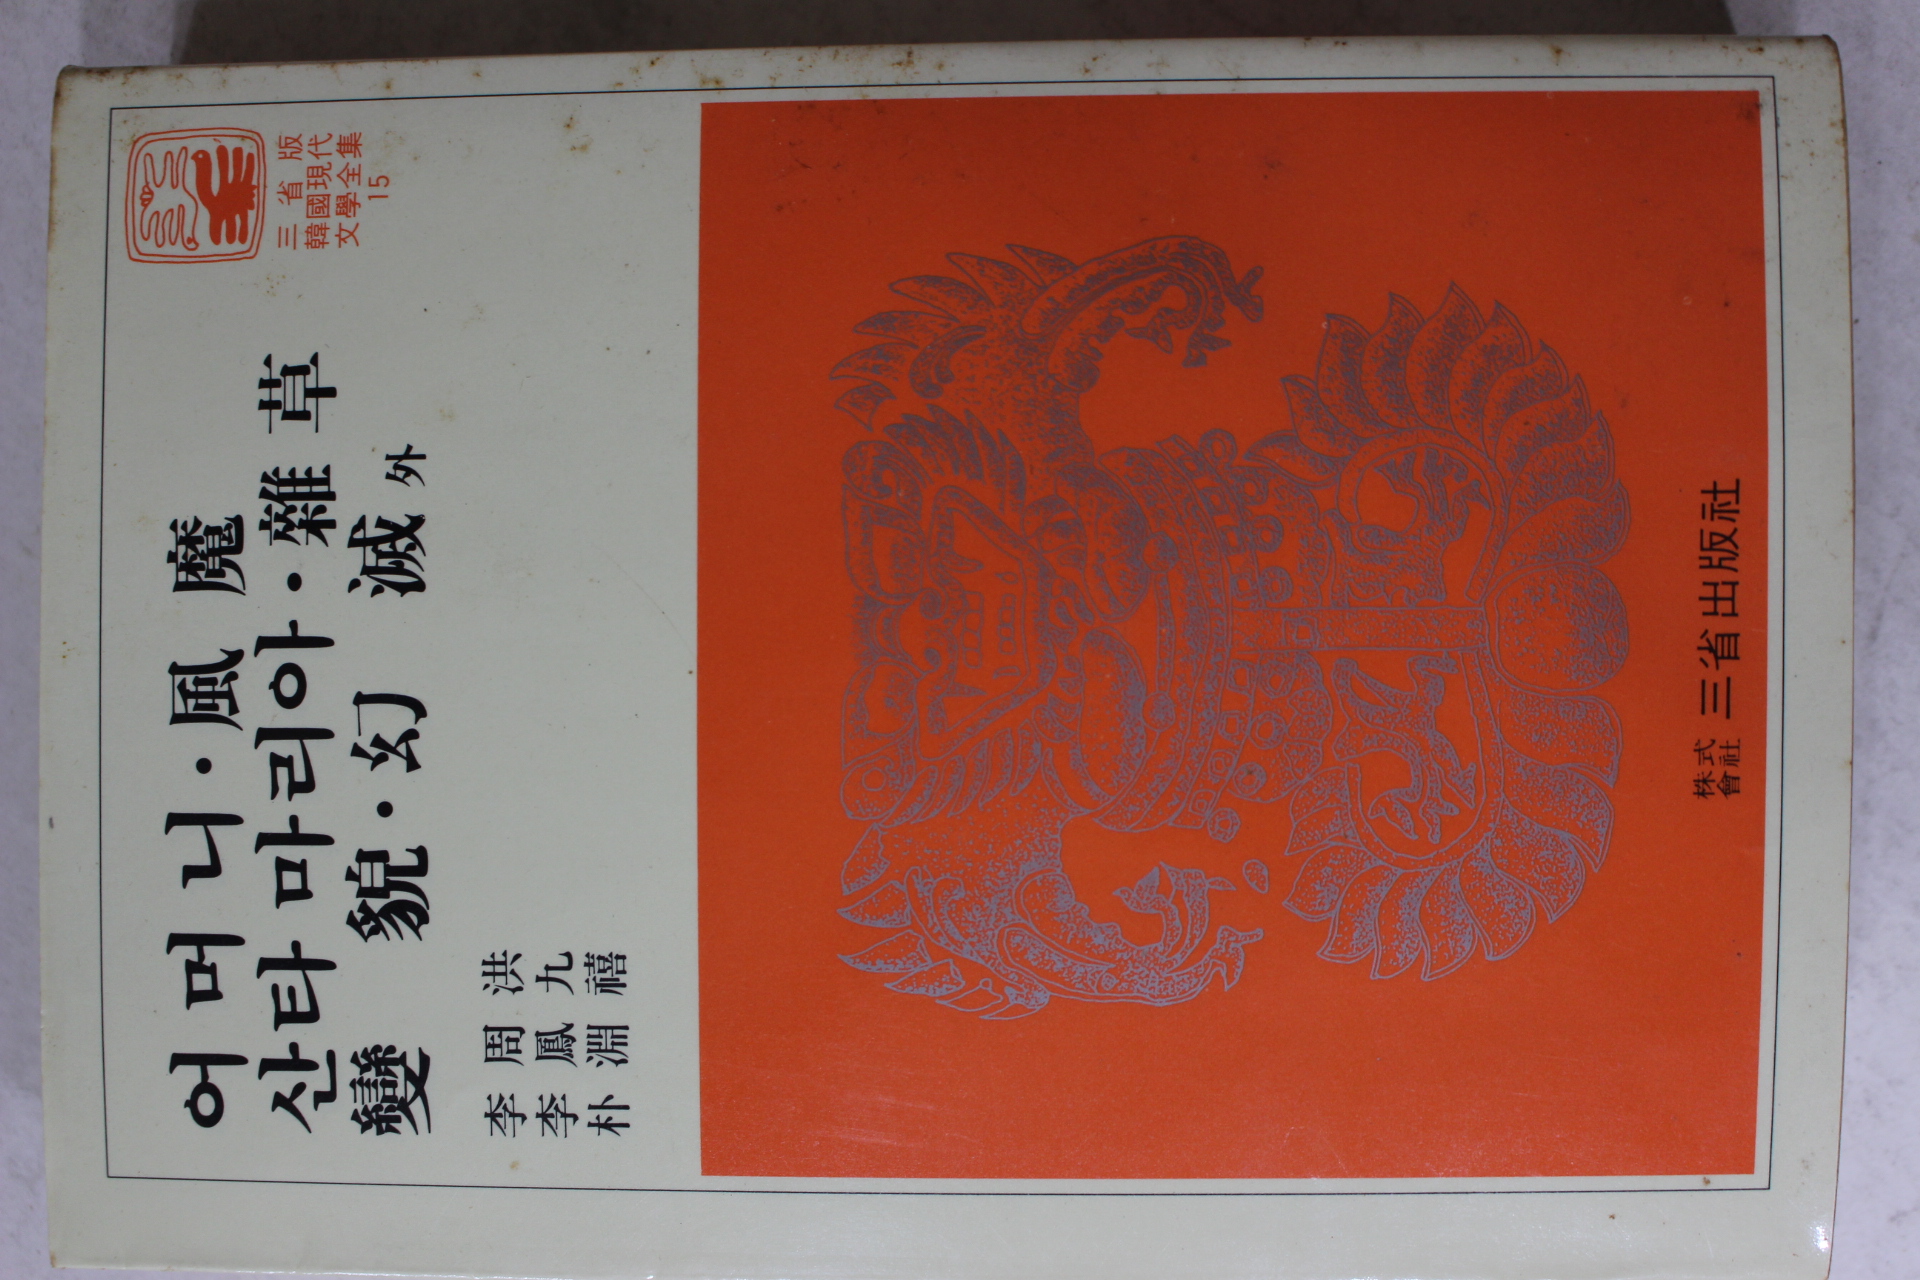 三省版
韓國現代
文學全集
15
어머니·風魔
산타마리아·雜草
變貌·幻滅 外
李周洪
李鳳九
朴淵禧
株式會社 三省出版社